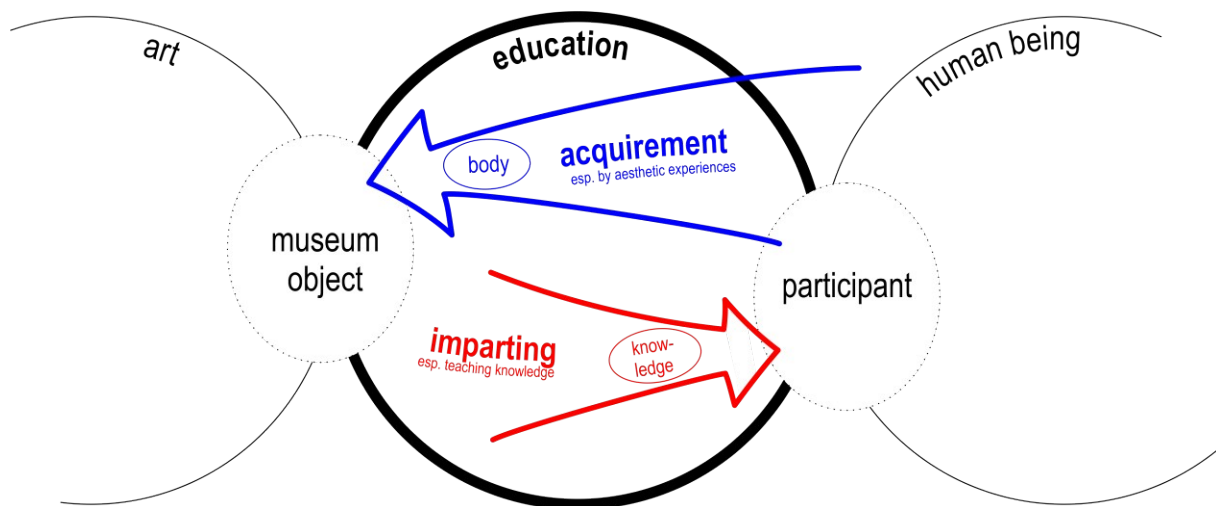 art
education
human being
body
acquirement
esp. by aesthetic experiences
museum
object
participant
imparting
esp. teaching knowledge
know-
ledge